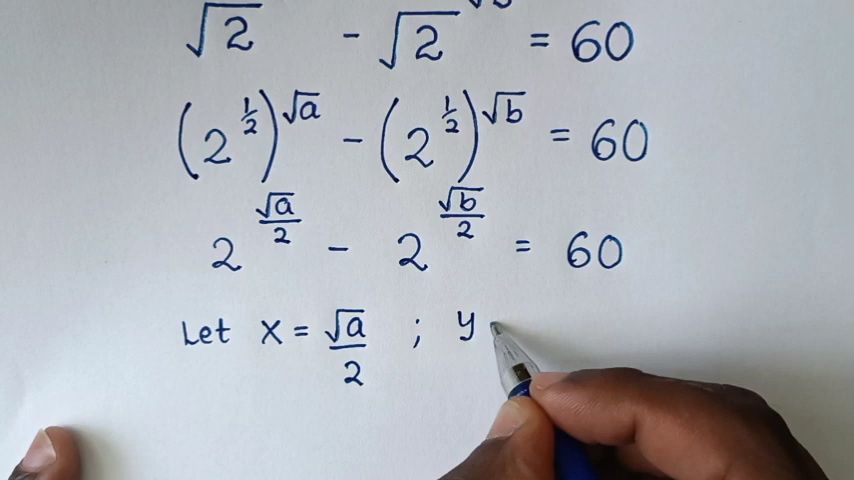 √2 - √2^√b = 60
(2^(1/2))^√a - (2^(1/2))^√b = 60
2^(√a/2) - 2^(√b/2) = 60
Let x = √a/2 ; y